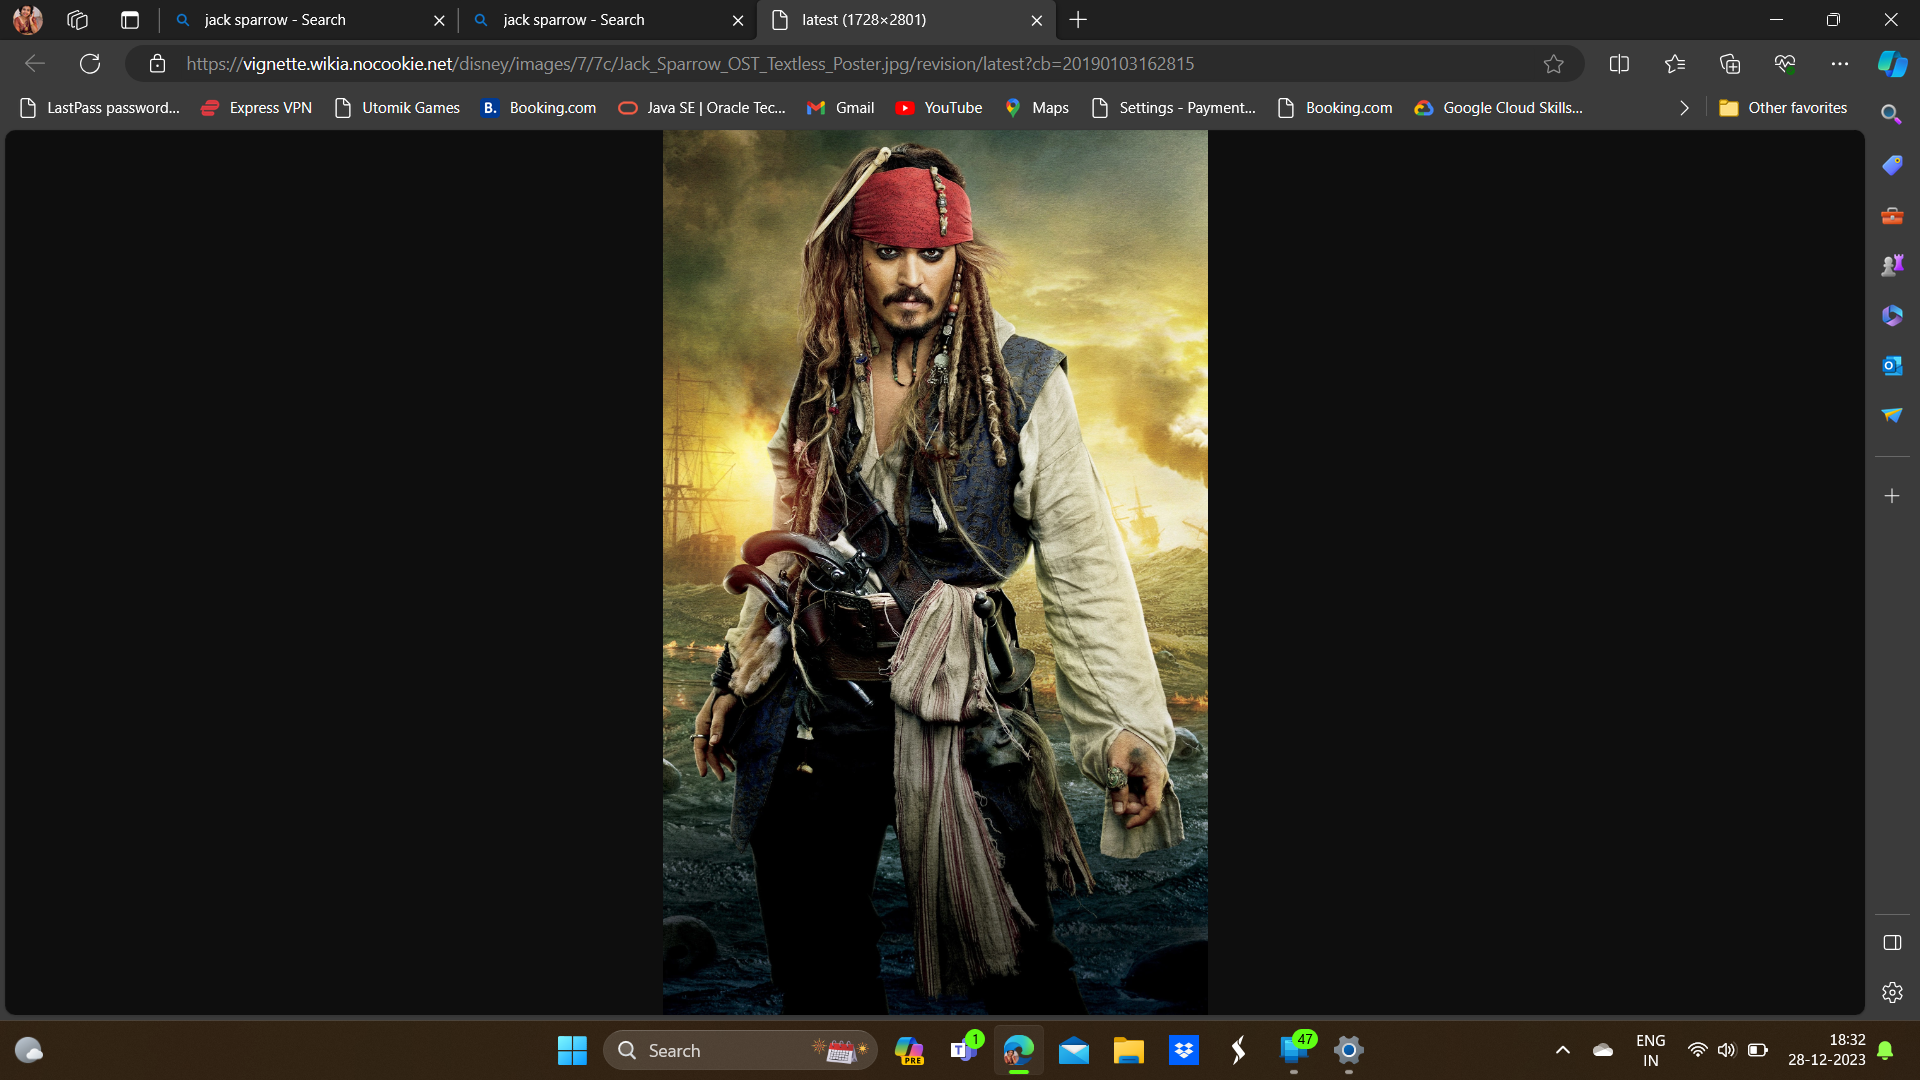 jack sparrow - Search
jack sparrow - Search
latest (1728×2801)
https://vignette.wikia.nocookie.net/disney/images/7/7c/Jack_Sparrow_OST_Textless_Poster.jpg/revision/latest?cb=20190103162815
LastPass password...
Express VPN
Utomik Games
B.
Booking.com
Java SE | Oracle Tec...
Gmail
YouTube
Maps
Settings - Payment...
Booking.com
Google Cloud Skills...
Other favorites
Search
PRE
T
1
47
ENG
IN
18:32
28-12-2023